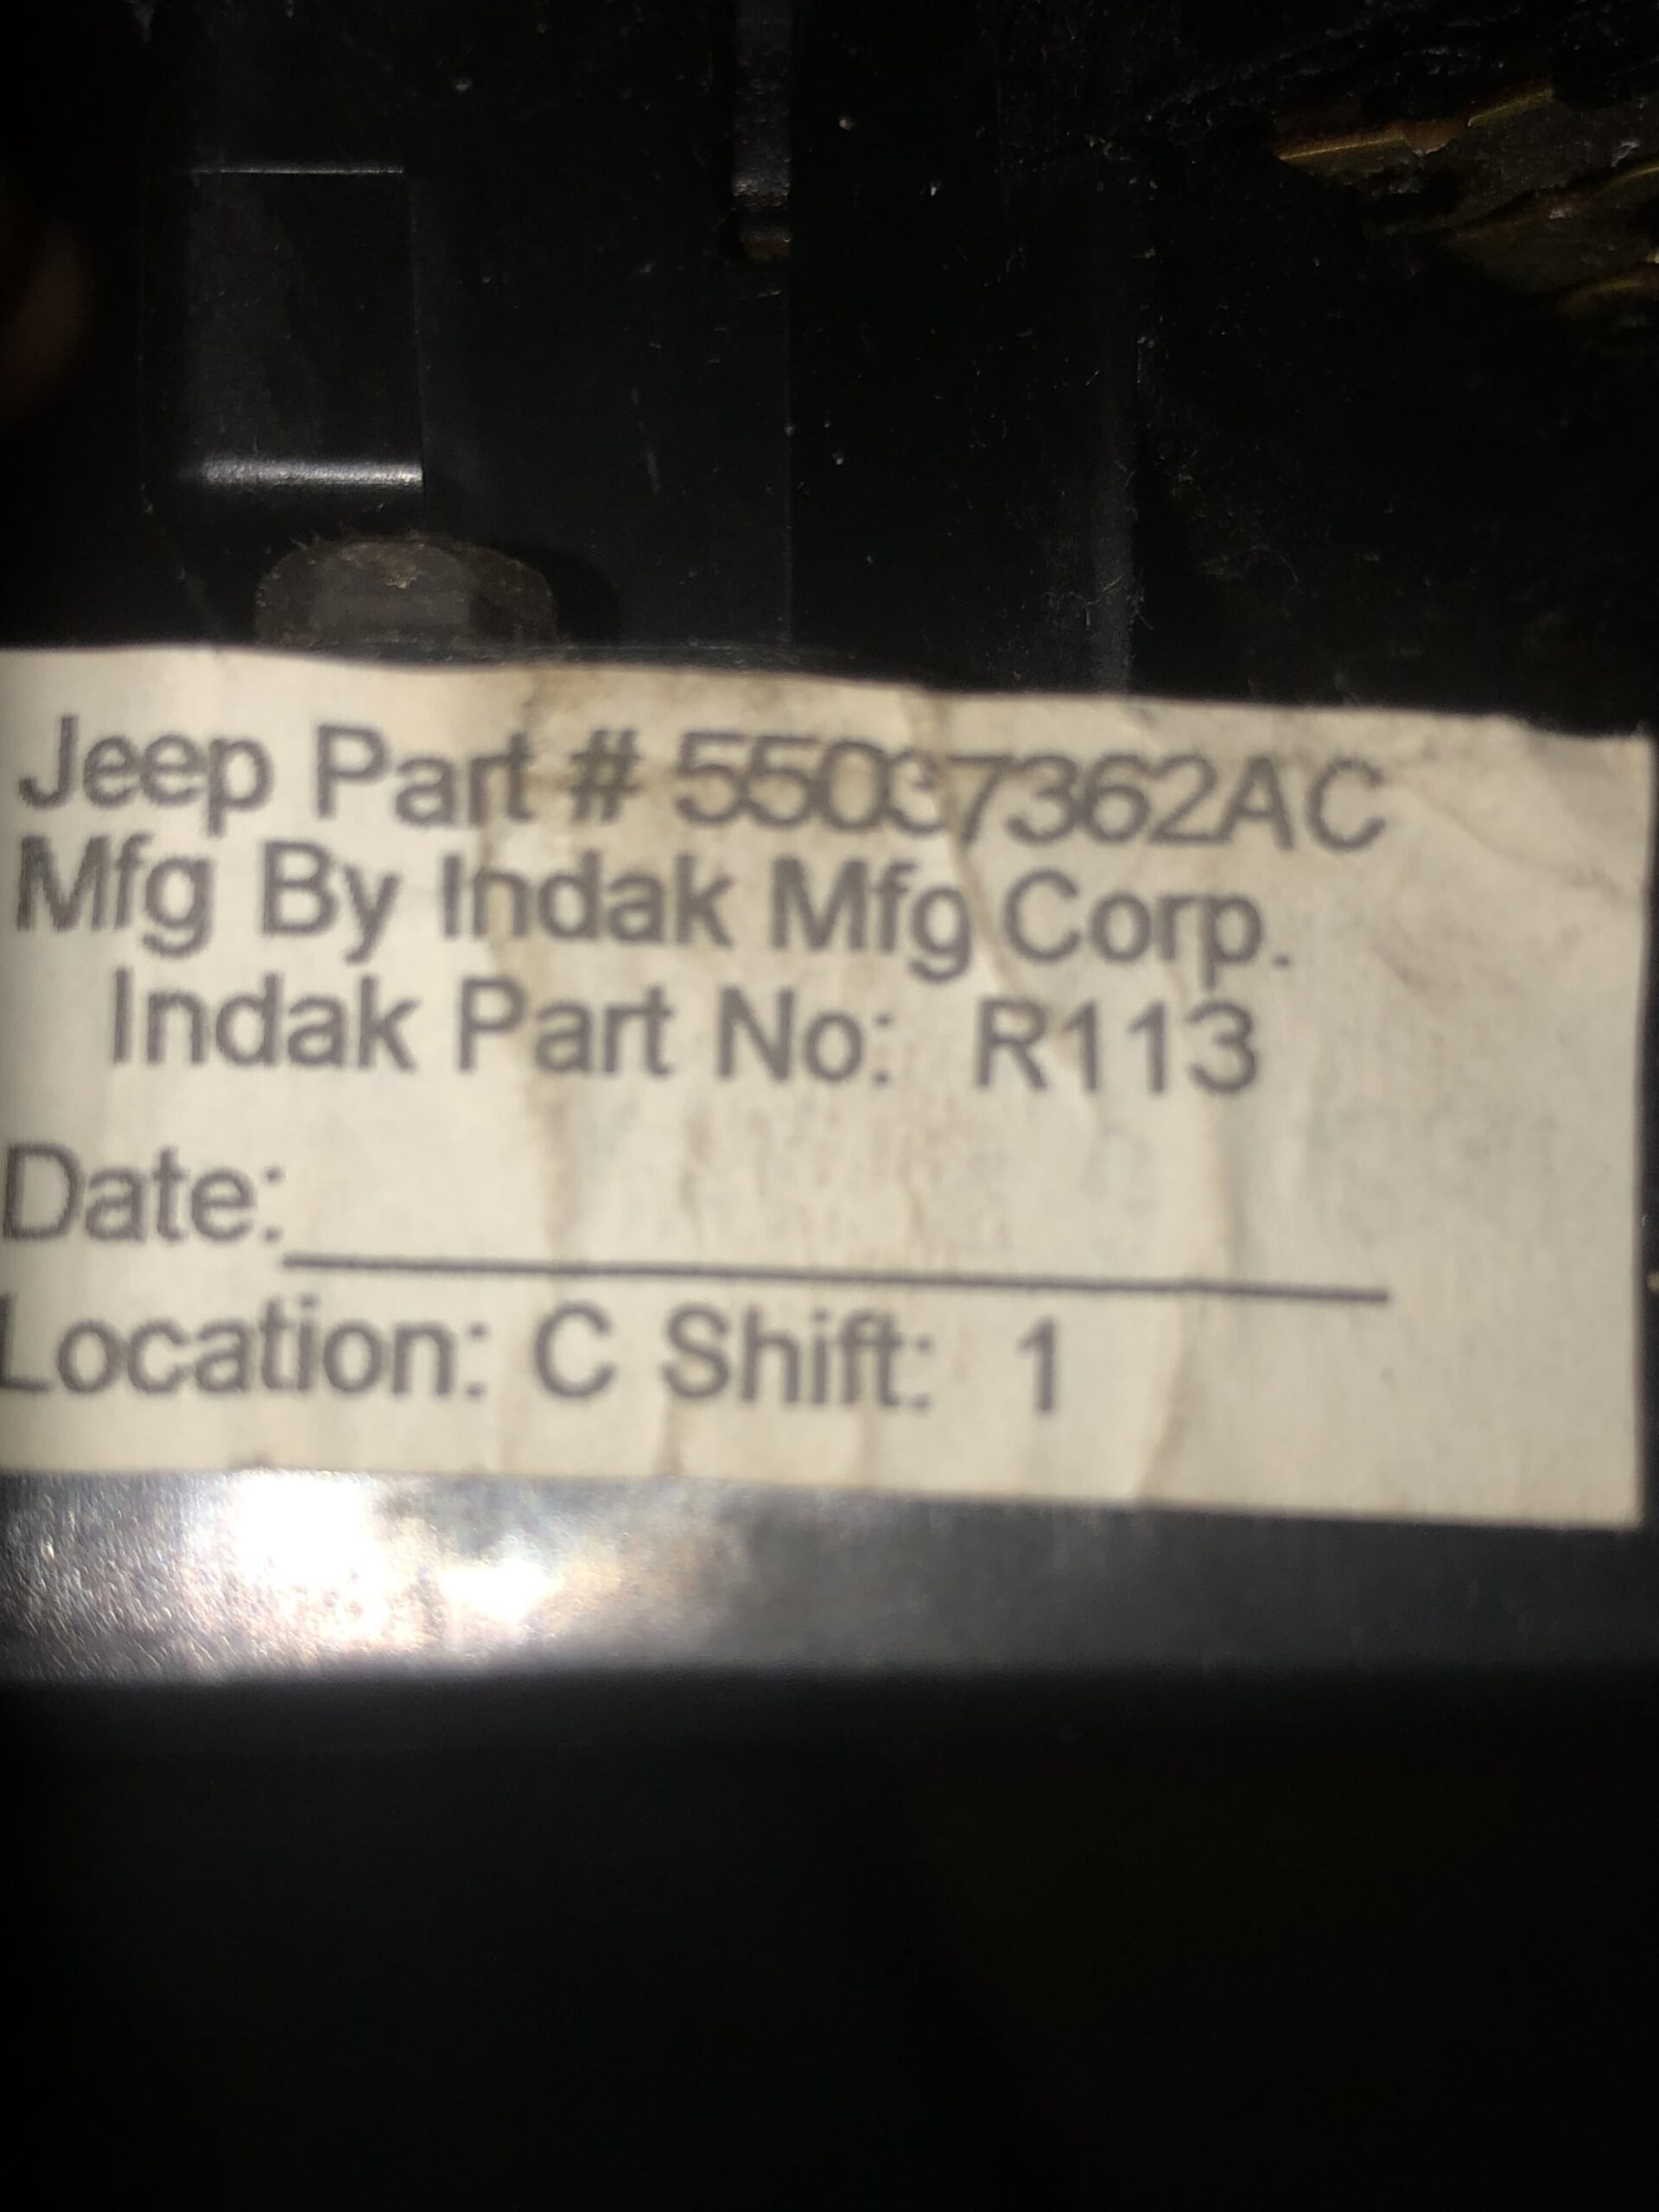 Jeep Part # 55037362AC
Mfg By Indak Mfg Corp.
Indak Part No: R113
Date:
Location: C Shift: 1